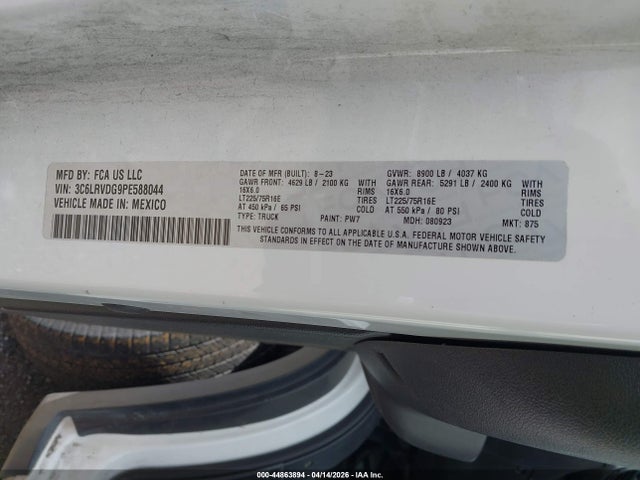 MFD BY: FCA US LLC
VIN: 3C6LRVDG9PE588044
VEHICLE MADE IN: MEXICO
DATE OF MFR (BUILT): 8-23
GAWR FRONT: 4629 LB / 2100 KG WITH
16X6.0 RIMS
LT225/75R16E TIRES
AT 450 kPa / 65 PSI COLD
TYPE: TRUCK PAINT: PW7
GVWR: 8900 LB / 4037 KG
GAWR REAR: 5291 LB / 2400 KG WITH
16X6.0 RIMS
LT225/75R16E TIRES
AT 550 kPa / 80 PSI COLD
MDH: 080923 MKT: 875
THIS VEHICLE CONFORMS TO ALL APPLICABLE U.S.A. FEDERAL MOTOR VEHICLE SAFETY
STANDARDS IN EFFECT ON THE DATE OF MANUFACTURE SHOWN ABOVE.
000-44863894 - 04/14/2026 - IAA Inc.